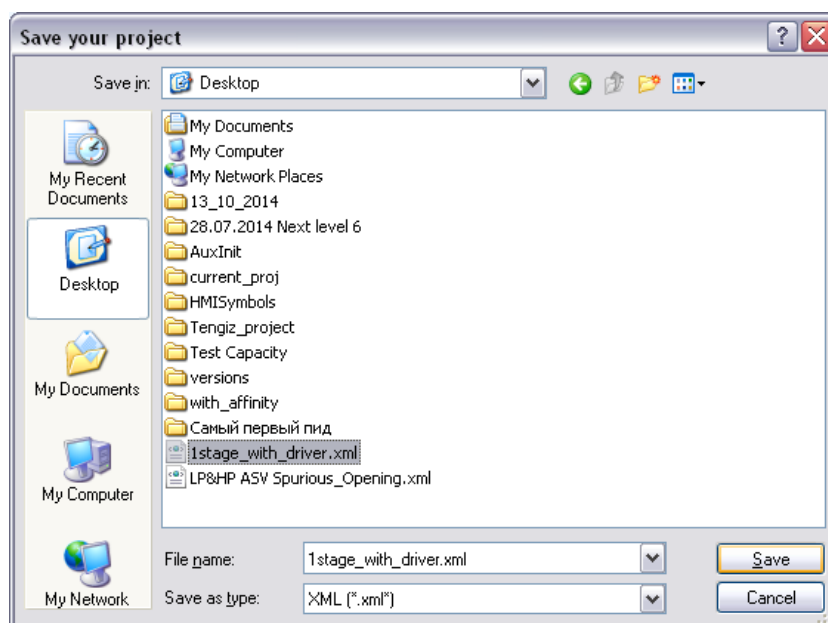 Save your project
Save in:
Desktop
My Recent
Documents
Desktop
My Documents
My Computer
My Network
My Documents
My Computer
My Network Places
13_10_2014
28.07.2014 Next level 6
AuxInit
current_proj
HMISymbols
Tengiz_project
Test Capacity
versions
with_affinity
Самый первый пид
1stage_with_driver.xml
LP&HP ASV Spurious_Opening.xml
File name:
1stage_with_driver.xml
Save
Save as type:
XML (*.xml*)
Cancel